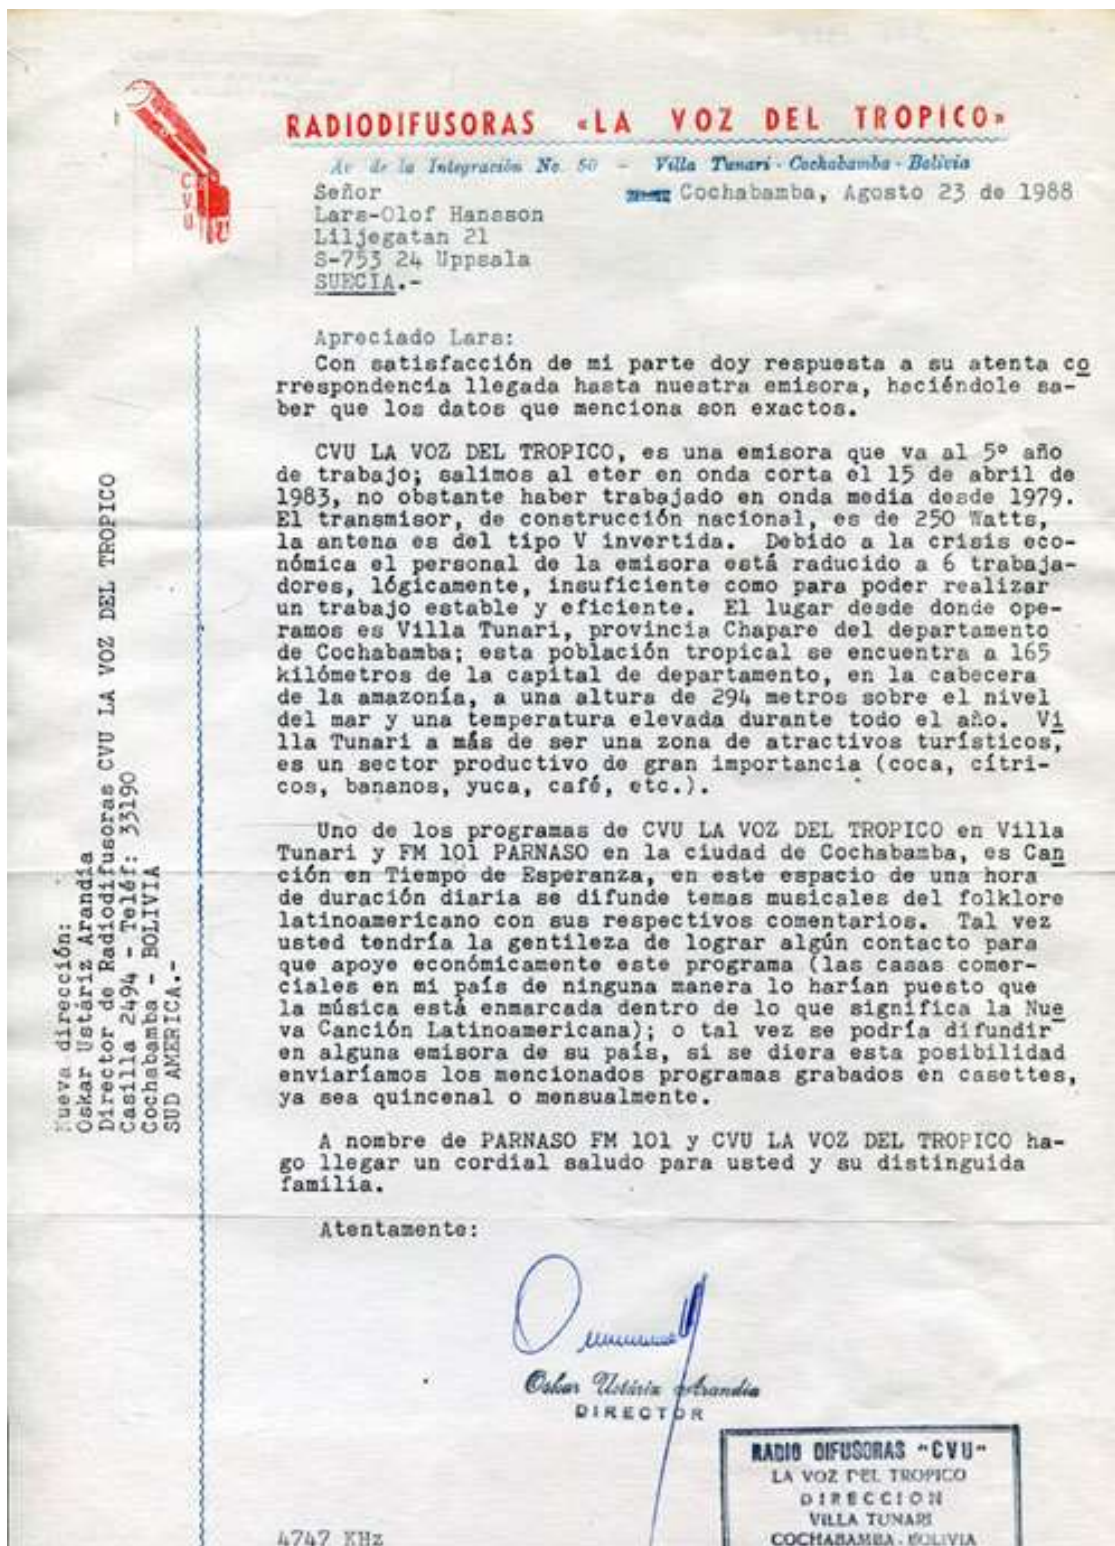 RADIODIFUSORAS «LA VOZ DEL TROPICO»
Av de la Integración No. 50 - Villa Tunari - Cochabamba - Bolivia
CVU
Cochabamba, Agosto 23 de 1988
Señor
Lars-Olof Hansson
Liljegatan 21
S-753 24 Uppsala
SUECIA.-
Apreciado Lars:
Con satisfacción de mi parte doy respuesta a su atenta co
rrespondencia llegada hasta nuestra emisora, haciéndole sa-
ber que los datos que menciona son exactos.
CVU LA VOZ DEL TROPICO, es una emisora que va al 5º año
de trabajo; salimos al eter en onda corta el 15 de abril de
1983, no obstante haber trabajado en onda media desde 1979.
El transmisor, de construcción nacional, es de 250 Watts,
la antena es del tipo V invertida. Debido a la crisis eco-
nómica el personal de la emisora está raducido a 6 trabaja-
dores, lógicamente, insuficiente como para poder realizar
un trabajo estable y eficiente. El lugar desde donde ope-
ramos es Villa Tunari, provincia Chapare del departamento
de Cochabamba; esta población tropical se encuentra a 165
kilómetros de la capital de departamento, en la cabecera
de la amazonía, a una altura de 294 metros sobre el nivel
del mar y una temperatura elevada durante todo el año. Vi
lla Tunari a más de ser una zona de atractivos turísticos,
es un sector productivo de gran importancia (coca, cítri-
cos, bananos, yuca, café, etc.).
Uno de los programas de CVU LA VOZ DEL TROPICO en Villa
Tunari y FM 101 PARNASO en la ciudad de Cochabamba, es Can
ción en Tiempo de Esperanza, en este espacio de una hora
de duración diaria se difunde temas musicales del folklore
latinoamericano con sus respectivos comentarios. Tal vez
usted tendría la gentileza de lograr algún contacto para
que apoye económicamente este programa (las casas comer-
ciales en mi país de ninguna manera lo harían puesto que
la música está enmarcada dentro de lo que significa la Nue
va Canción Latinoamericana); o tal vez se podría difundir
en alguna emisora de su país, si se diera esta posibilidad
enviaríamos los mencionados programas grabados en casettes,
ya sea quincenal o mensualmente.
A nombre de PARNASO FM 101 y CVU LA VOZ DEL TROPICO ha-
go llegar un cordial saludo para usted y su distinguida
familia.
Atentamente:
Oskar Ustáriz Arandia
DIRECTOR
RADIO DIFUSORAS "CVU"
LA VOZ DEL TROPICO
DIRECCION
VILLA TUNARI
COCHABAMBA - BOLIVIA
4747 KHz
Nueva dirección:
Oskar Ustáriz Arandia
Director de Radiodifusoras CVU LA VOZ DEL TROPICO
Casilla 2494 - Teléf: 33190
Cochabamba - BOLIVIA
SUD AMERICA.-